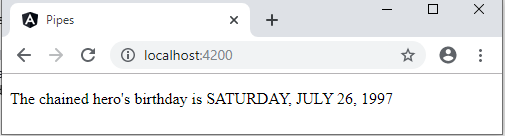 Pipes
localhost:4200
The chained hero's birthday is SATURDAY, JULY 26, 1997